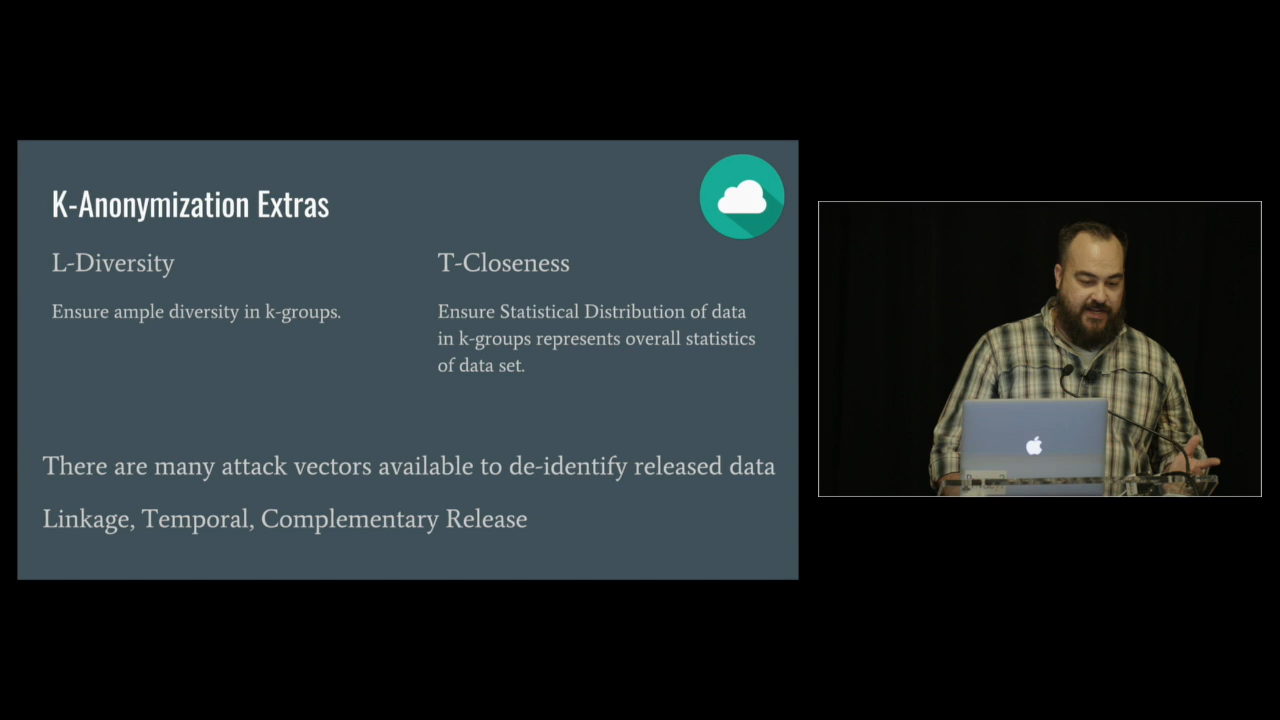 K-Anonymization Extras
L-Diversity
Ensure ample diversity in k-groups.
T-Closeness
Ensure Statistical Distribution of data
in k-groups represents overall statistics
of data set.
There are many attack vectors available to de-identify released data
Linkage, Temporal, Complementary Release